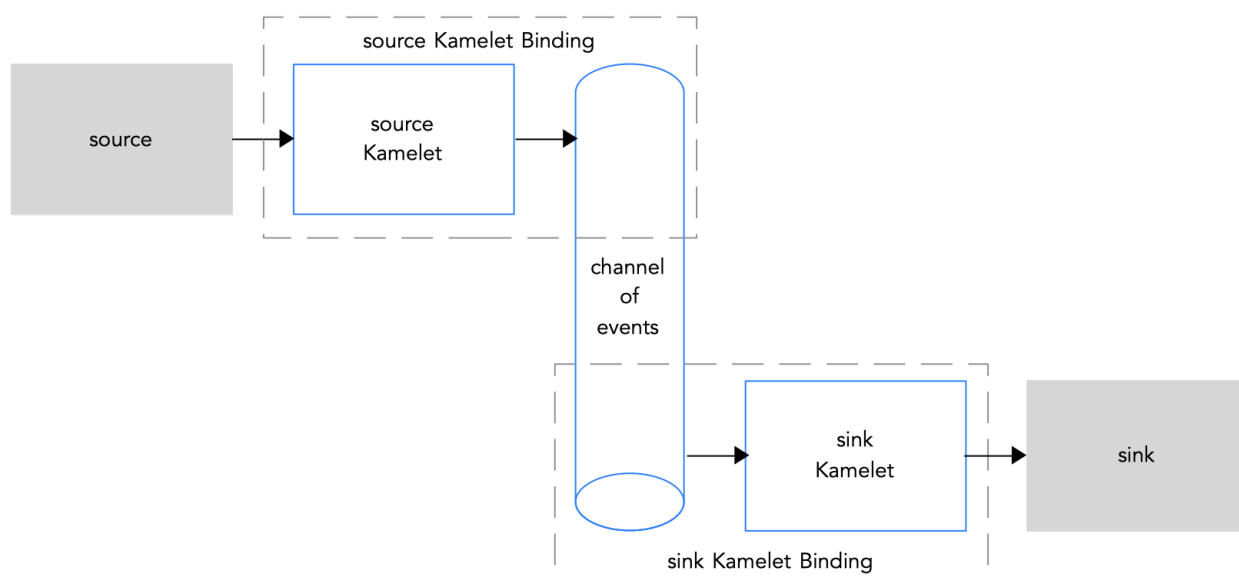 source Kamelet Binding
source
source
Kamelet
channel
of
events
sink
Kamelet
sink
sink Kamelet Binding